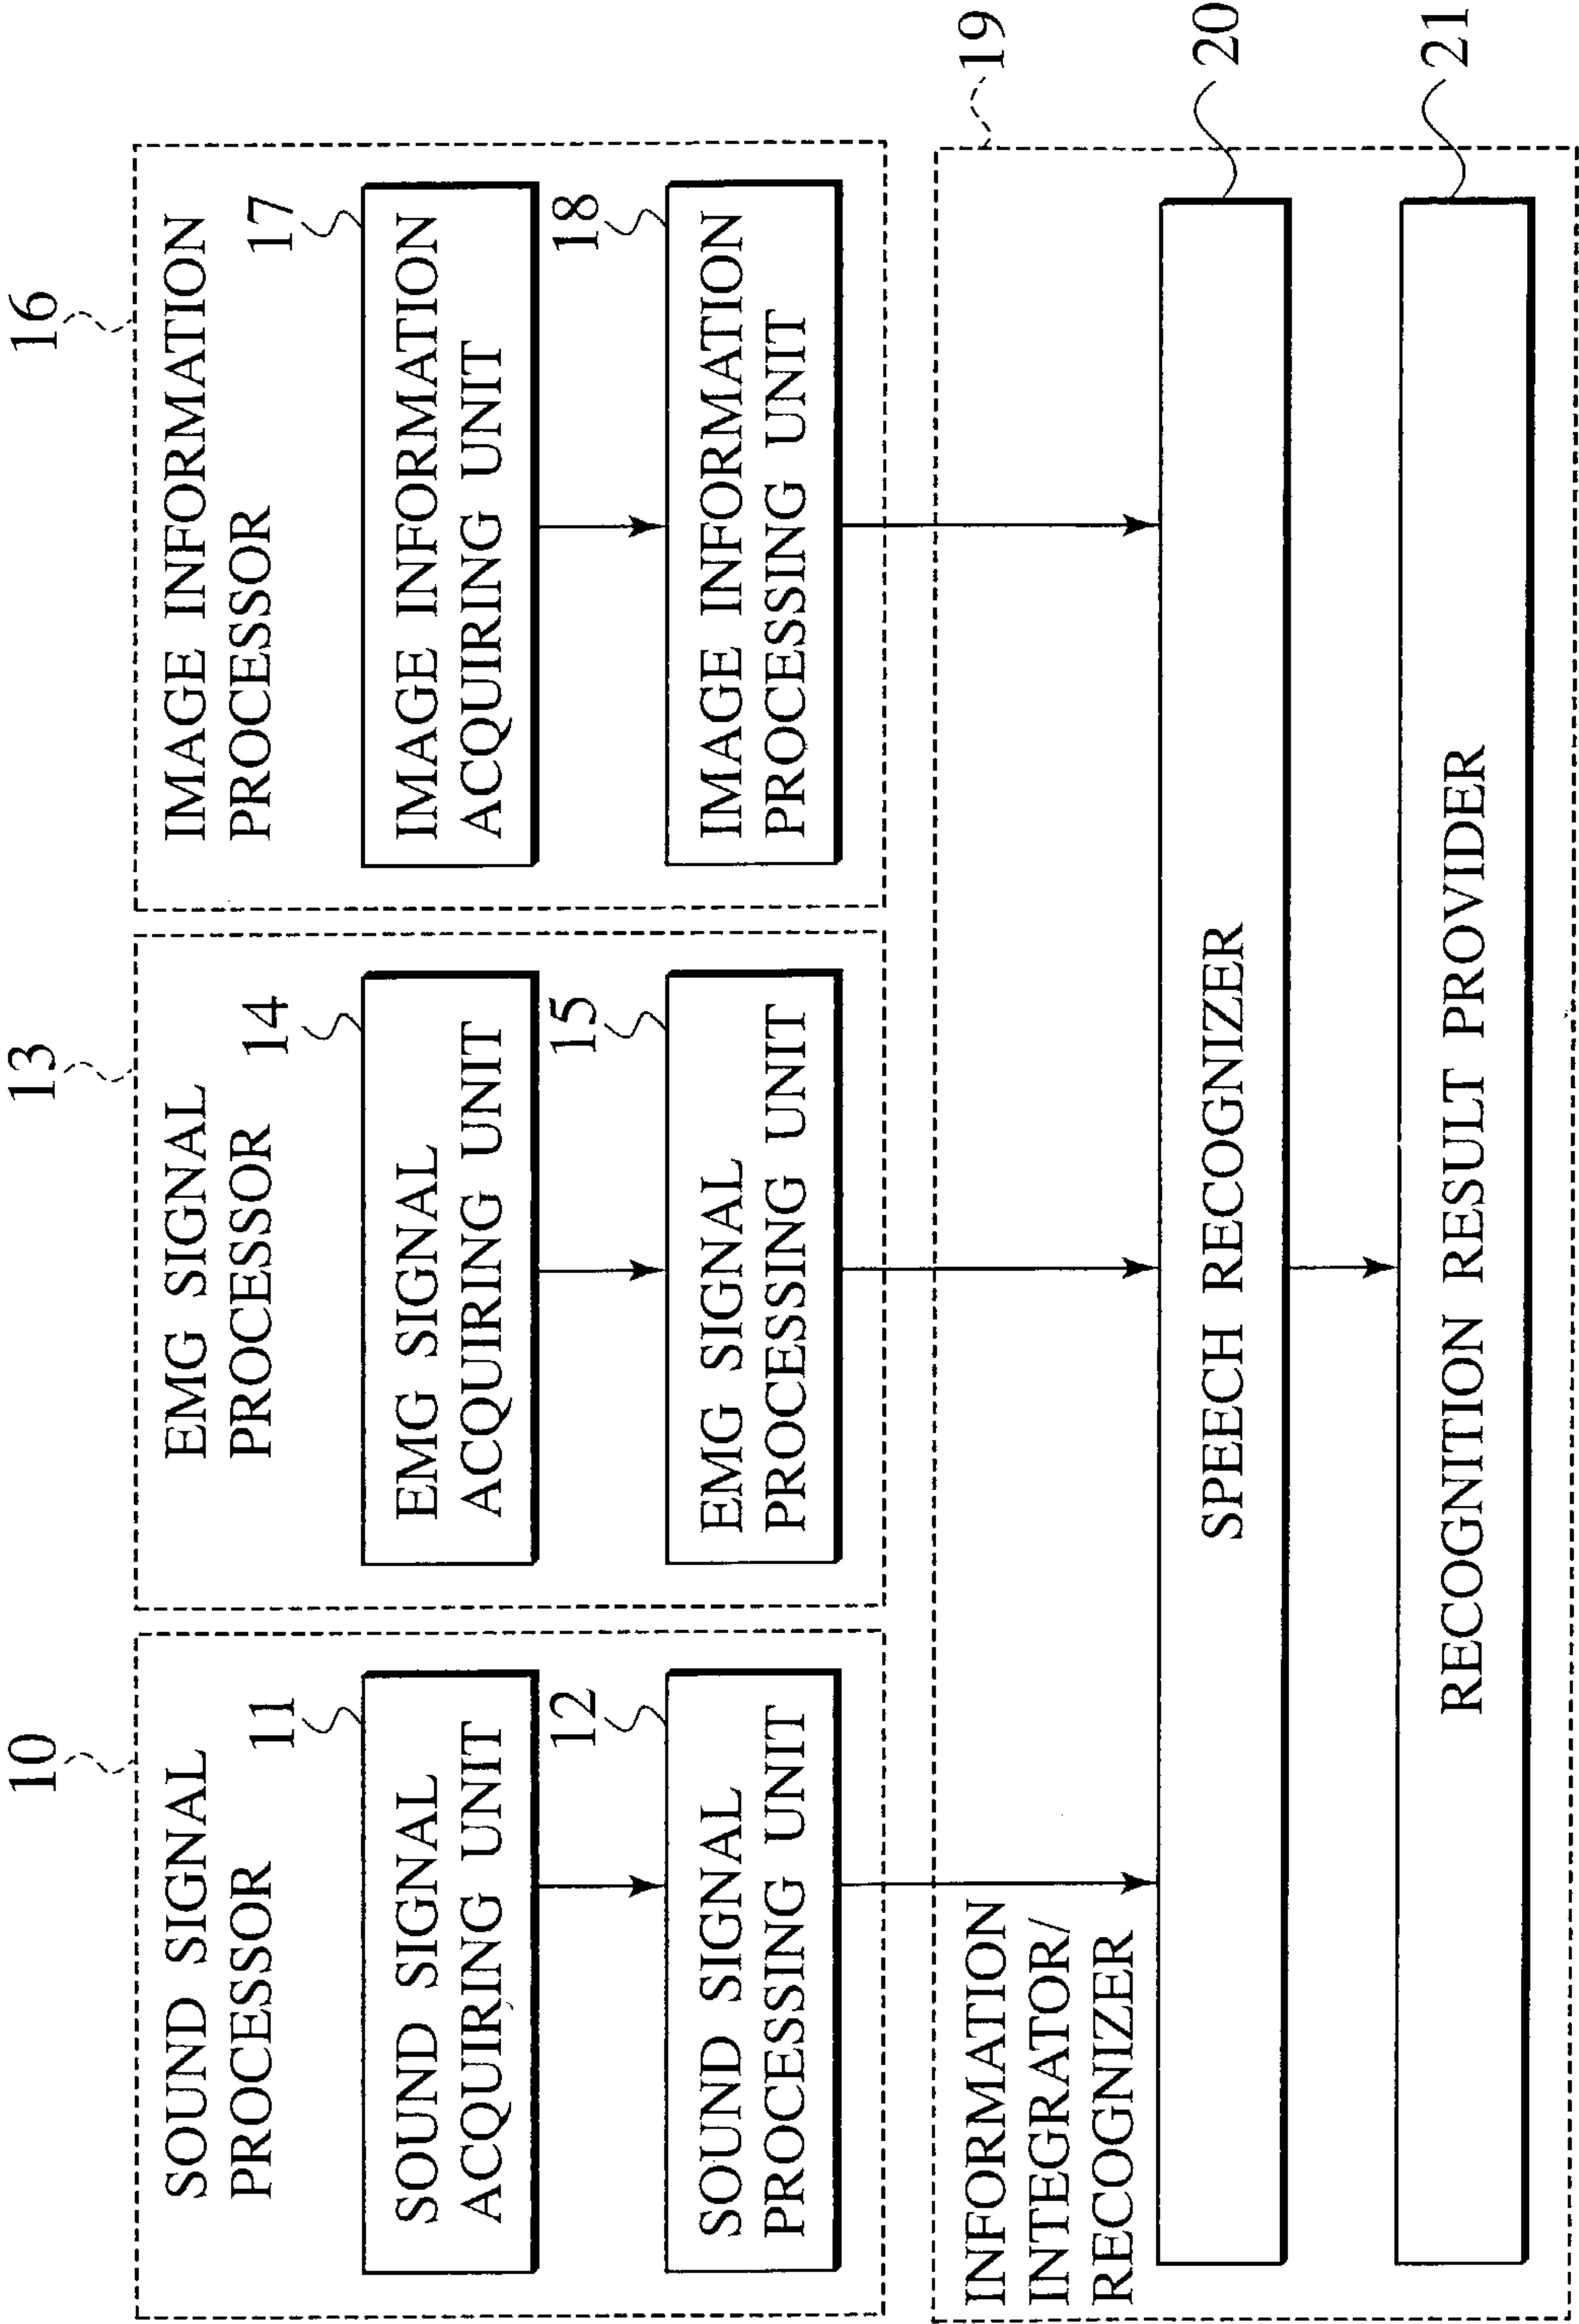 10
SOUND SIGNAL
PROCESSOR
11
SOUND SIGNAL
ACQUIRING UNIT
12
SOUND SIGNAL
PROCESSING UNIT
13
EMG SIGNAL
PROCESSOR
14
EMG SIGNAL
ACQUIRING UNIT
15
EMG SIGNAL
PROCESSING UNIT
16
IMAGE INFORMATION
PROCESSOR
17
IMAGE INFORMATION
ACQUIRING UNIT
18
IMAGE INFORMATION
PROCESSING UNIT
19
INFORMATION
INTEGRATOR/
RECOGNIZER
SPEECH RECOGNIZER
20
RECOGNITION RESULT PROVIDER
21